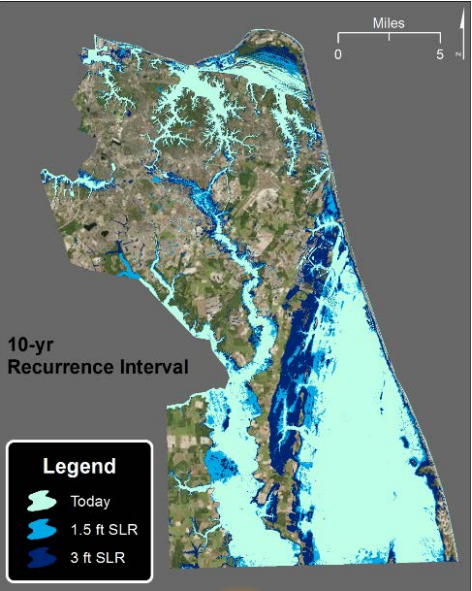 Miles
0 5
N
10-yr
Recurrence Interval
Legend
Today
1.5 ft SLR
3 ft SLR